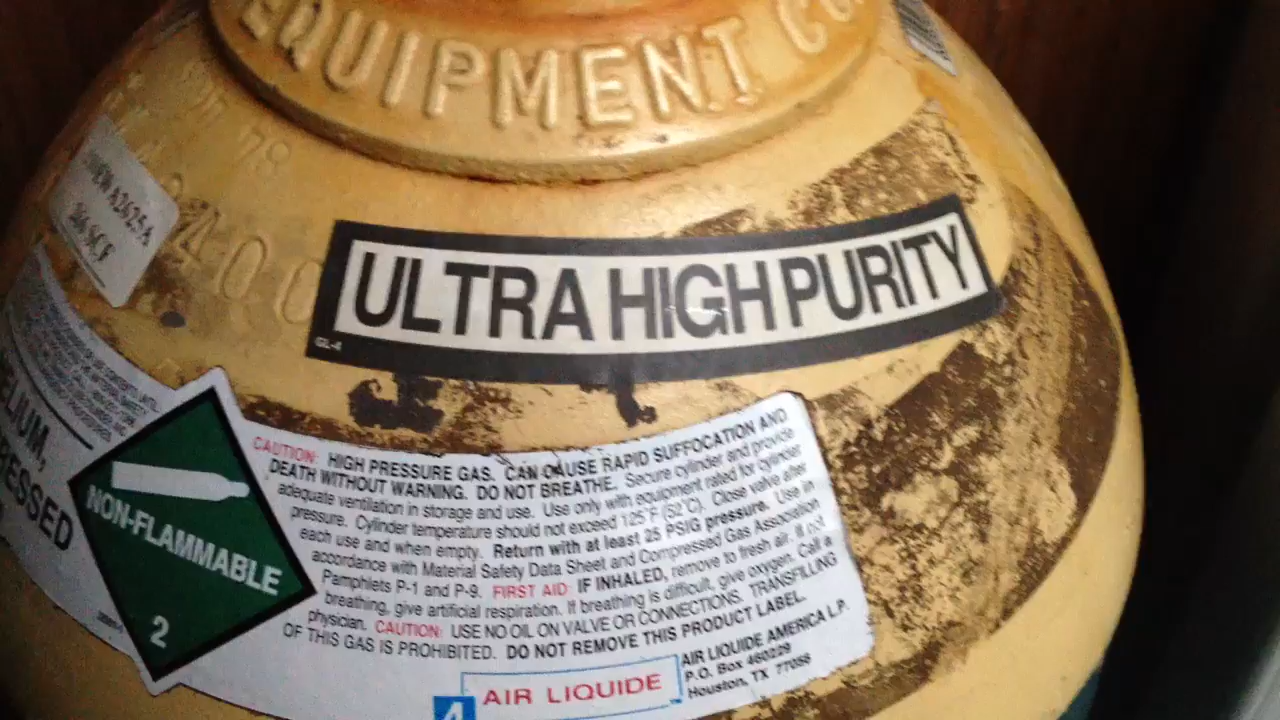 EQUIPMENT CO
78
2400
A2625A
244 SCF
ULTRA HIGH PURITY
GL-4
ELIUM,
RESSED
NON-FLAMMABLE
2
CAUTION: HIGH PRESSURE GAS. CAN CAUSE RAPID SUFFOCATION AND
DEATH WITHOUT WARNING. DO NOT BREATHE. Secure cylinder and provide
adequate ventilation in storage and use. Use only with equipment rated for cylinder
pressure. Cylinder temperature should not exceed 125°F (52°C). Close valve after
each use and when empty. Return with at least 25 PSIG pressure. Use in
accordance with Material Safety Data Sheet and Compressed Gas Association
Pamphlets P-1 and P-9. FIRST AID: IF INHALED, remove to fresh air. If not
breathing, give artificial respiration. If breathing is difficult, give oxygen. Call a
physician. CAUTION: USE NO OIL ON VALVE OR CONNECTIONS. TRANSFILLING
OF THIS GAS IS PROHIBITED. DO NOT REMOVE THIS PRODUCT LABEL.
AIR LIQUIDE
AIR LIQUIDE AMERICA L.P.
P.O. Box 460229
Houston, TX 77056